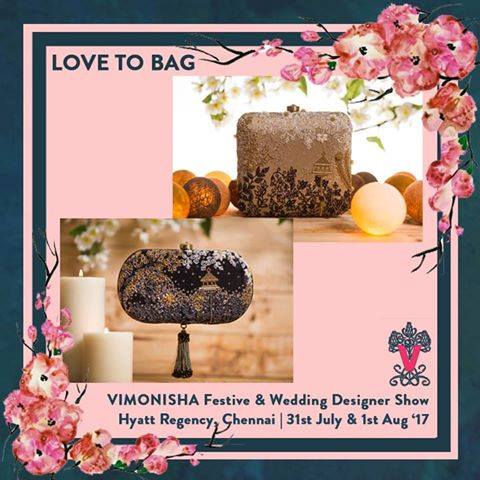 LOVE TO BAG
V
VIMONISHA Festive & Wedding Designer Show
Hyatt Regency, Chennai | 31st July & 1st Aug ‘17